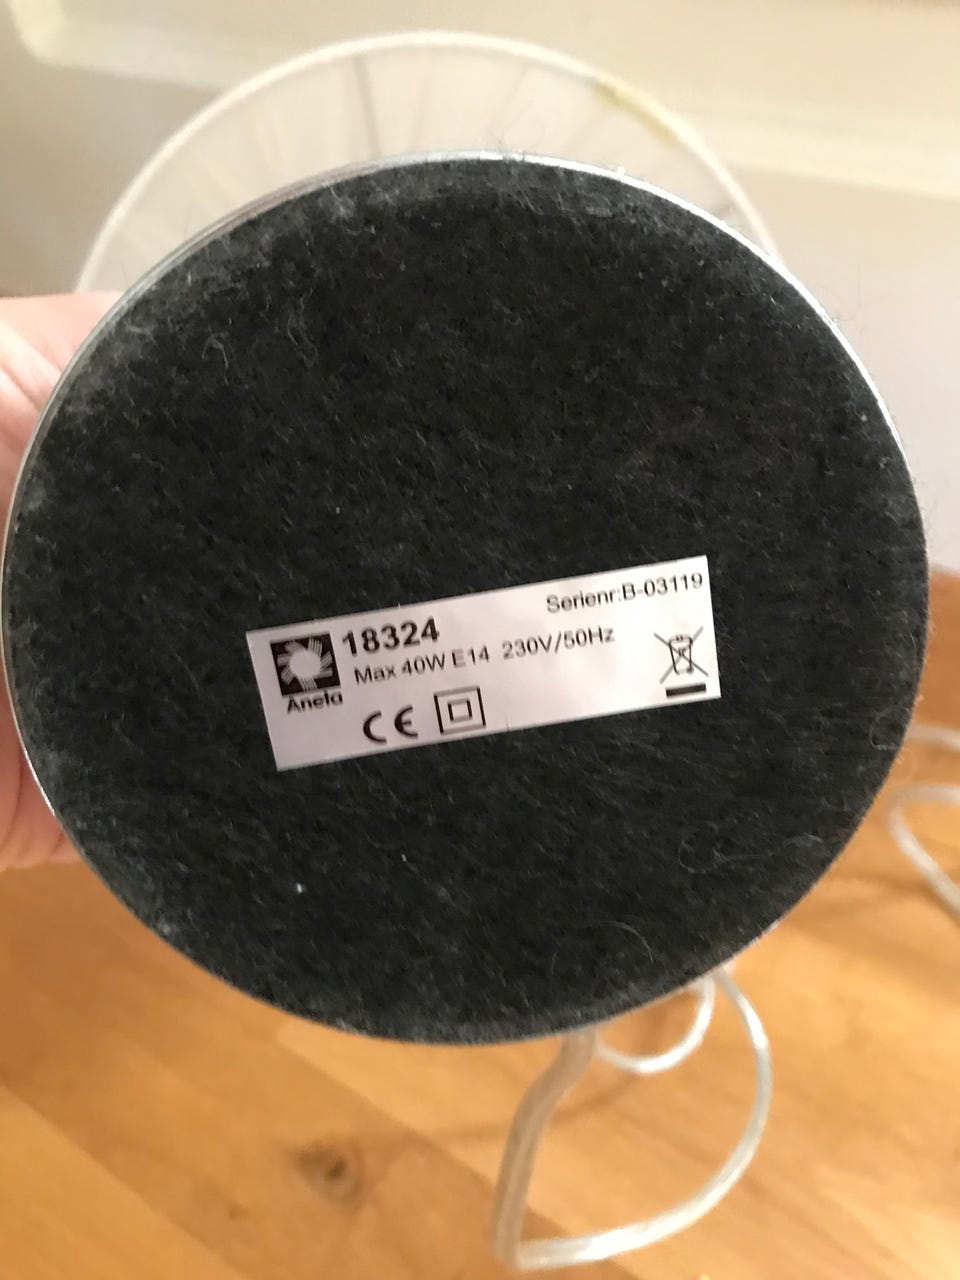 Serienr:B-03119
18324
Max 40W E14 230V/50Hz
Aneta
CE